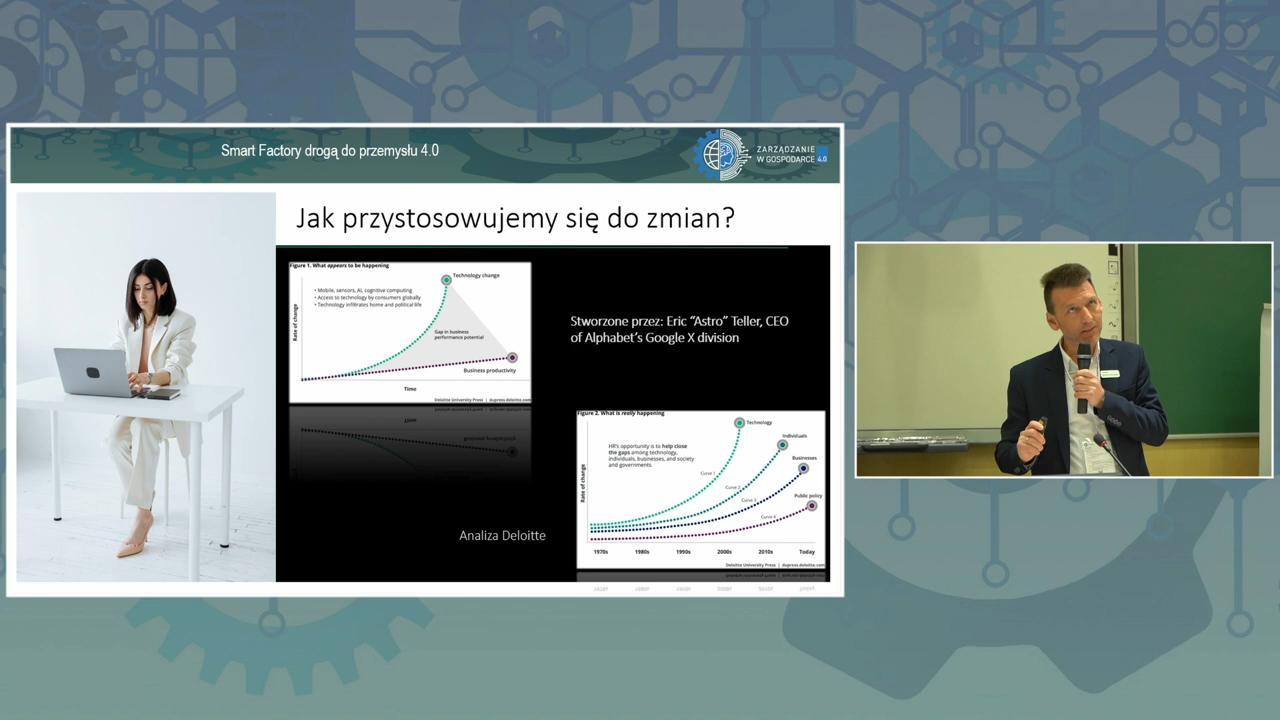 Smart Factory drogą do przemysłu 4.0
ZARZĄDZANIE
W GOSPODARCE 4.0
Jak przystosowujemy się do zmian?
Figure 1. What appears to be happening
Technology change
• Mobile, sensors, AI, cognitive computing
• Access to technology by consumers globally
• Technology infiltrates home and political life
Rate of change
Gap in business
performance potential
Business productivity
Time
Deloitte University Press | dupress.deloitte.com
Stworzone przez: Eric “Astro” Teller, CEO
of Alphabet’s Google X division
Figure 2. What is really happening
Technology
Individuals
HR’s opportunity is to help close
the gaps among technology,
individuals, businesses, and society
and governments.
Businesses
Rate of change
Curve 1
Curve 2
Curve 3
Curve 4
Public policy
1970s 1980s 1990s 2000s 2010s Today
Deloitte University Press | dupress.deloitte.com
Analiza Deloitte